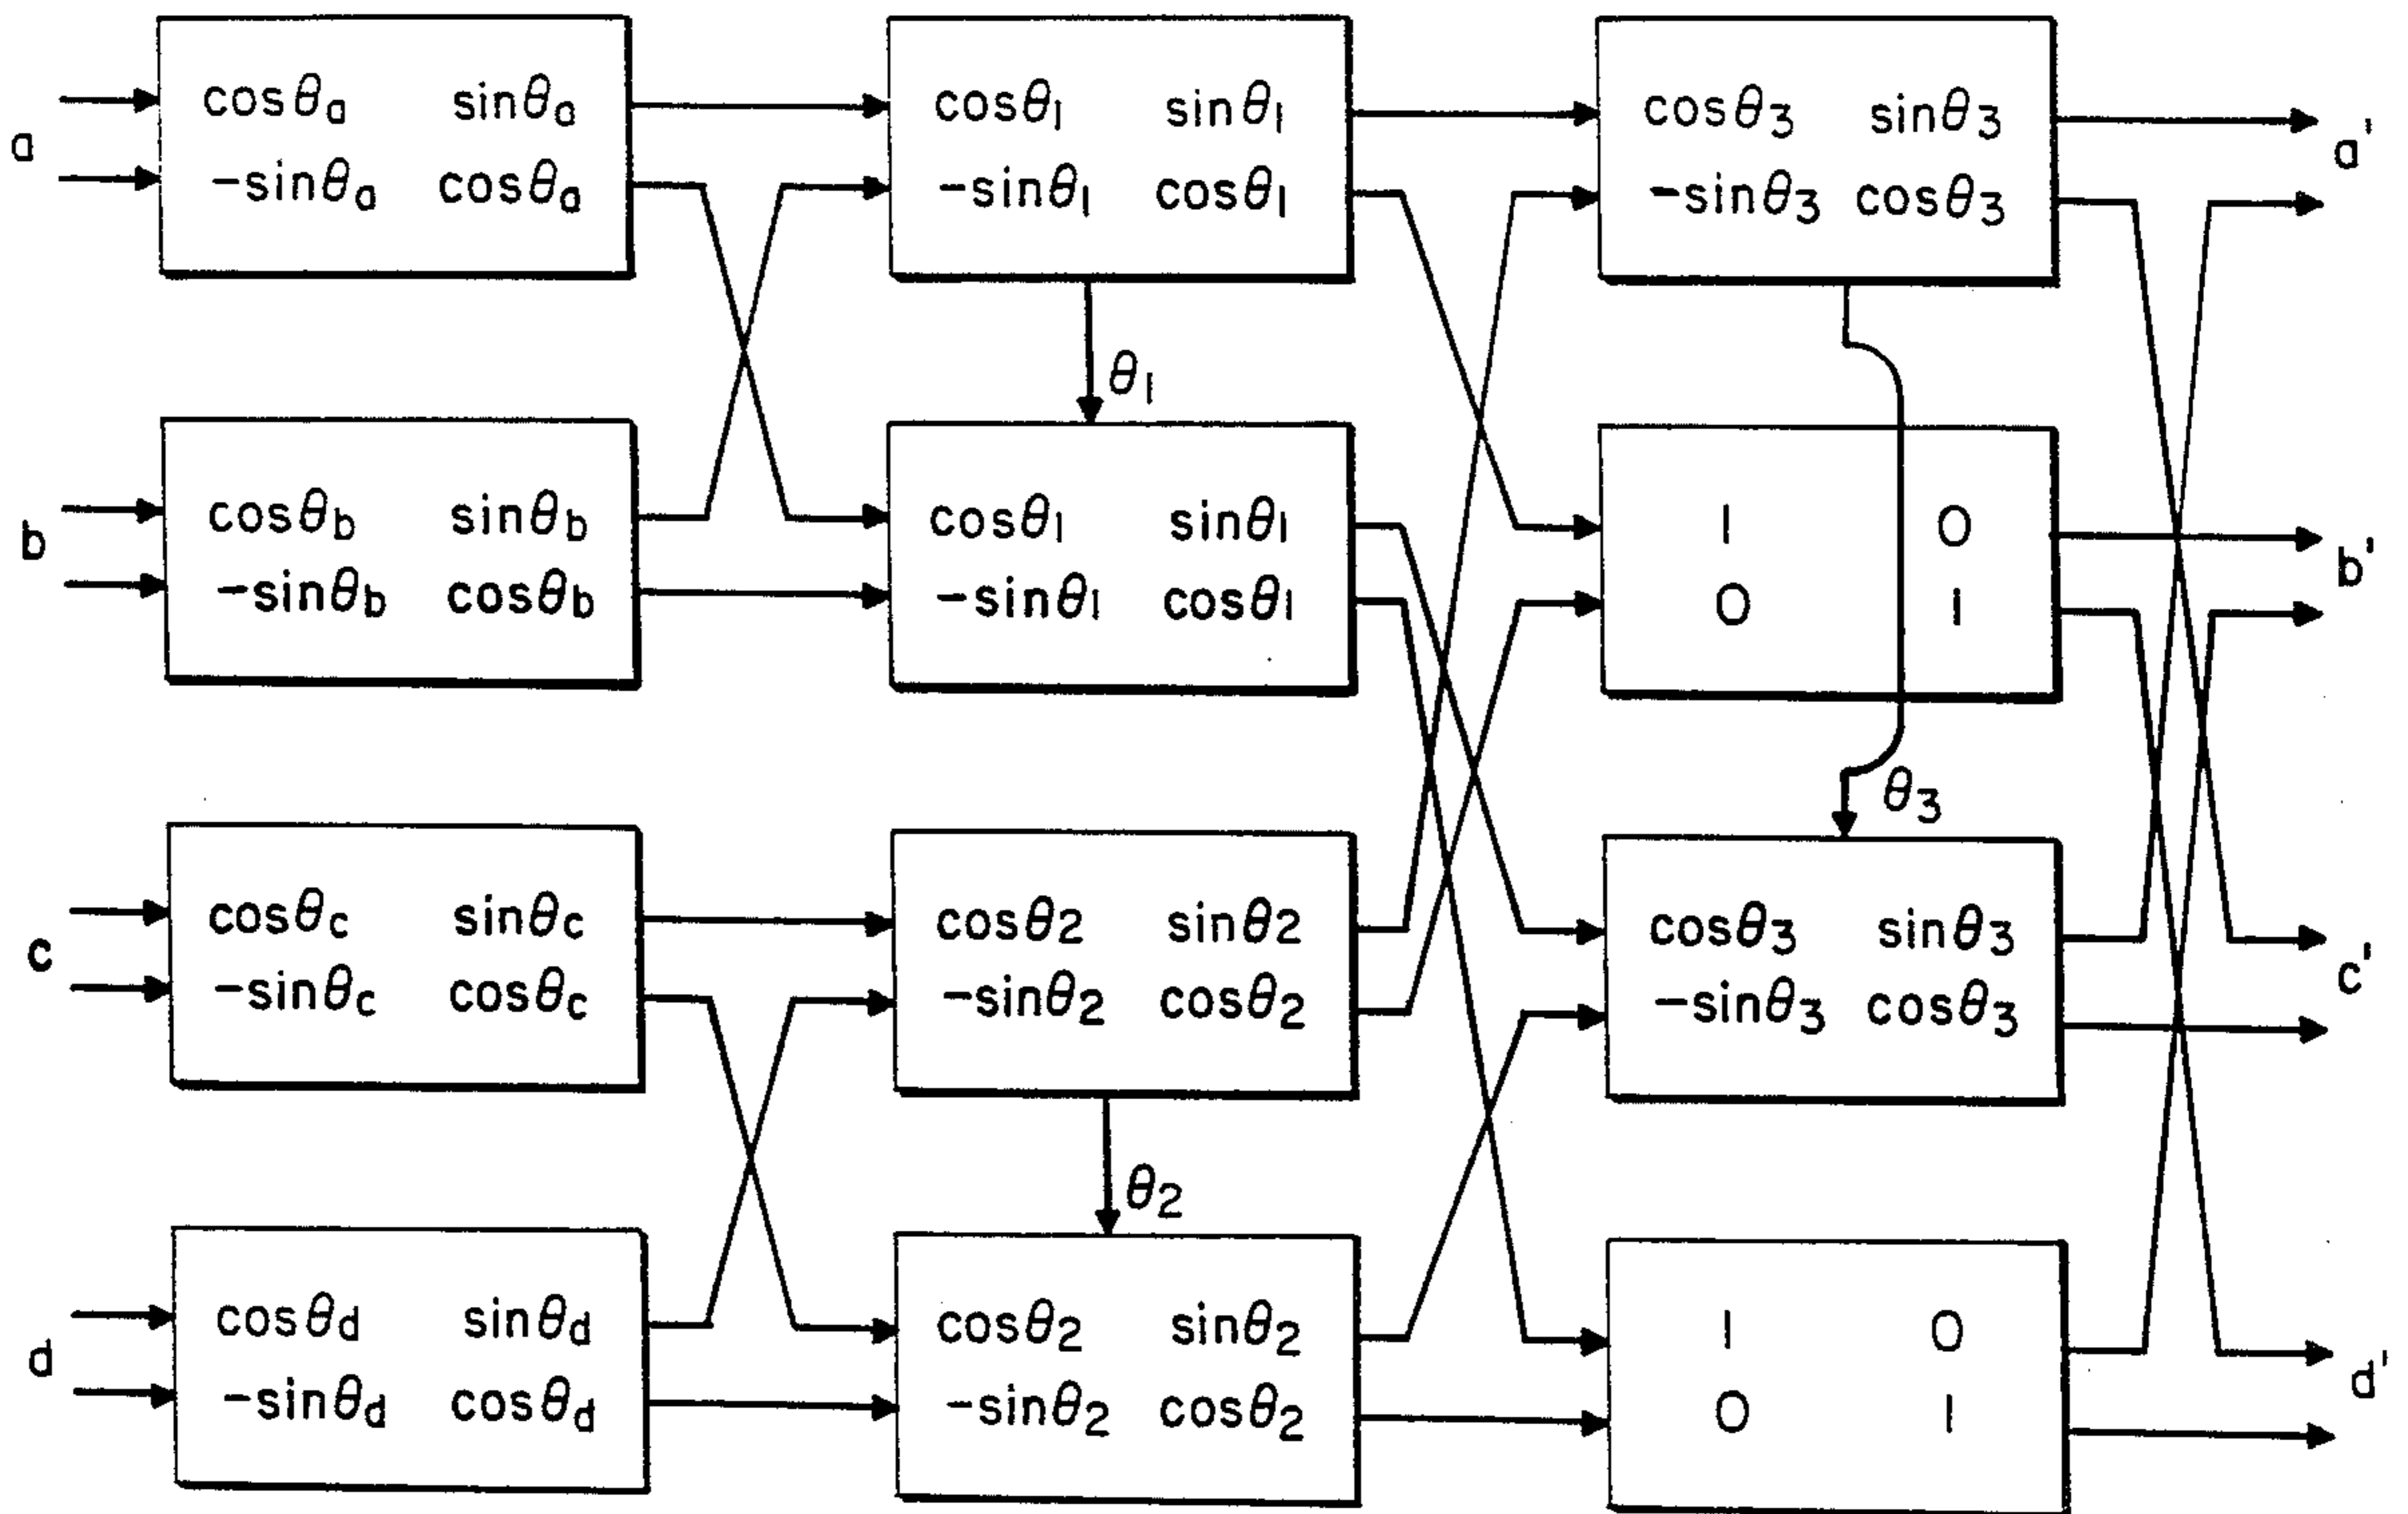 cosθa sinθa cosθ1 sinθ1 cosθ3 sinθ3
a -sinθa cosθa -sinθ1 cosθ1 -sinθ3 cosθ3 a'
θ1
cosθb sinθb cosθ1 sinθ1 1 0
b -sinθb cosθb -sinθ1 cosθ1 0 1 b'
θ3
cosθc sinθc cosθ2 sinθ2 cosθ3 sinθ3
c -sinθc cosθc -sinθ2 cosθ2 -sinθ3 cosθ3 c'
θ2
cosθd sinθd cosθ2 sinθ2 1 0
d -sinθd cosθd -sinθ2 cosθ2 0 1 d'